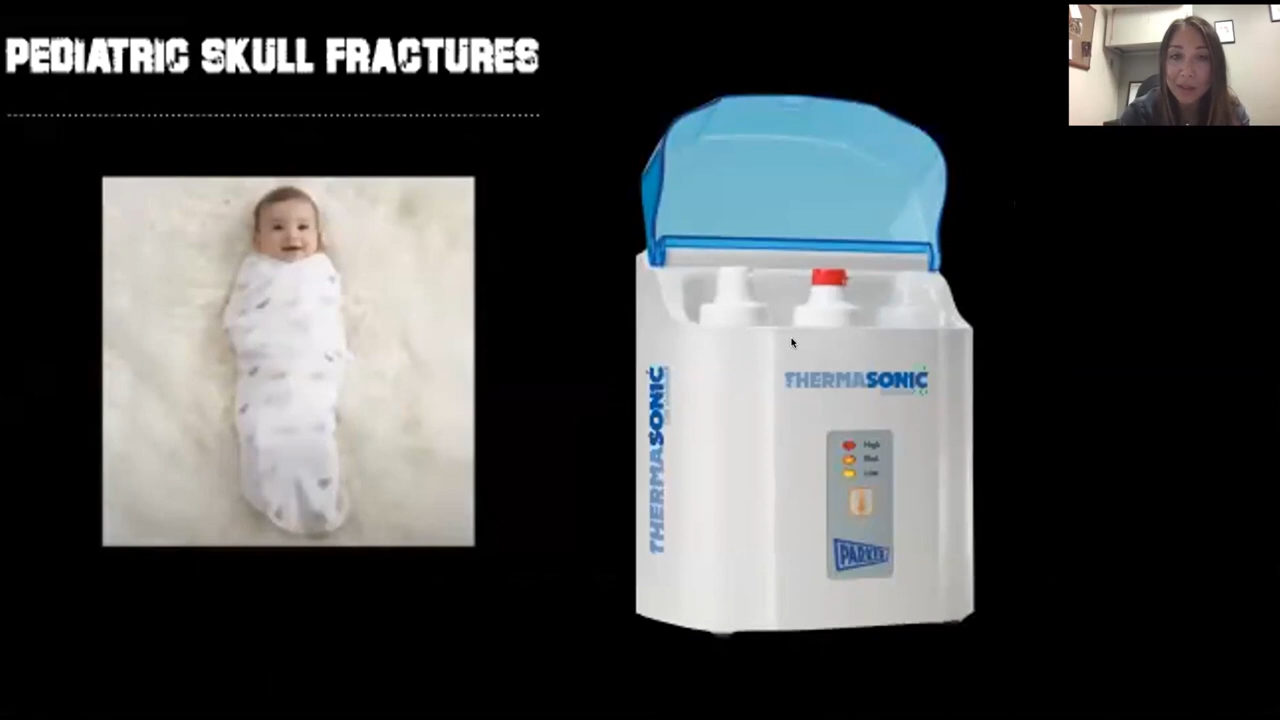 PEDIATRIC SKULL FRACTURES
THERMASONIC
THERMASONIC
High
Med
Low
PARKER